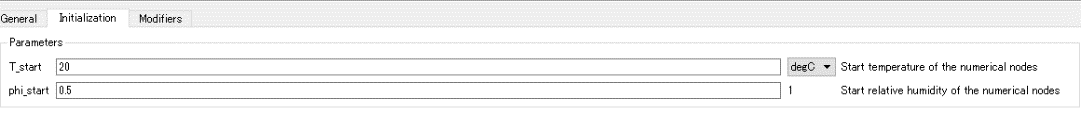 General Initialization Modifiers
Parameters
T_start 20 degC Start temperature of the numerical nodes
phi_start 0.5 1 Start relative humidity of the numerical nodes